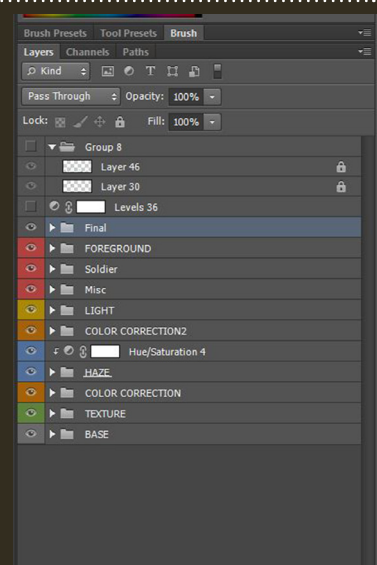 Brush Presets Tool Presets Brush
Layers Channels Paths
Kind T
Pass Through Opacity: 100%
Lock: Fill: 100%
Group 8
Layer 46
Layer 30
Levels 36
Final
FOREGROUND
Soldier
Misc
LIGHT
COLOR CORRECTION2
Hue/Saturation 4
HAZE
COLOR CORRECTION
TEXTURE
BASE